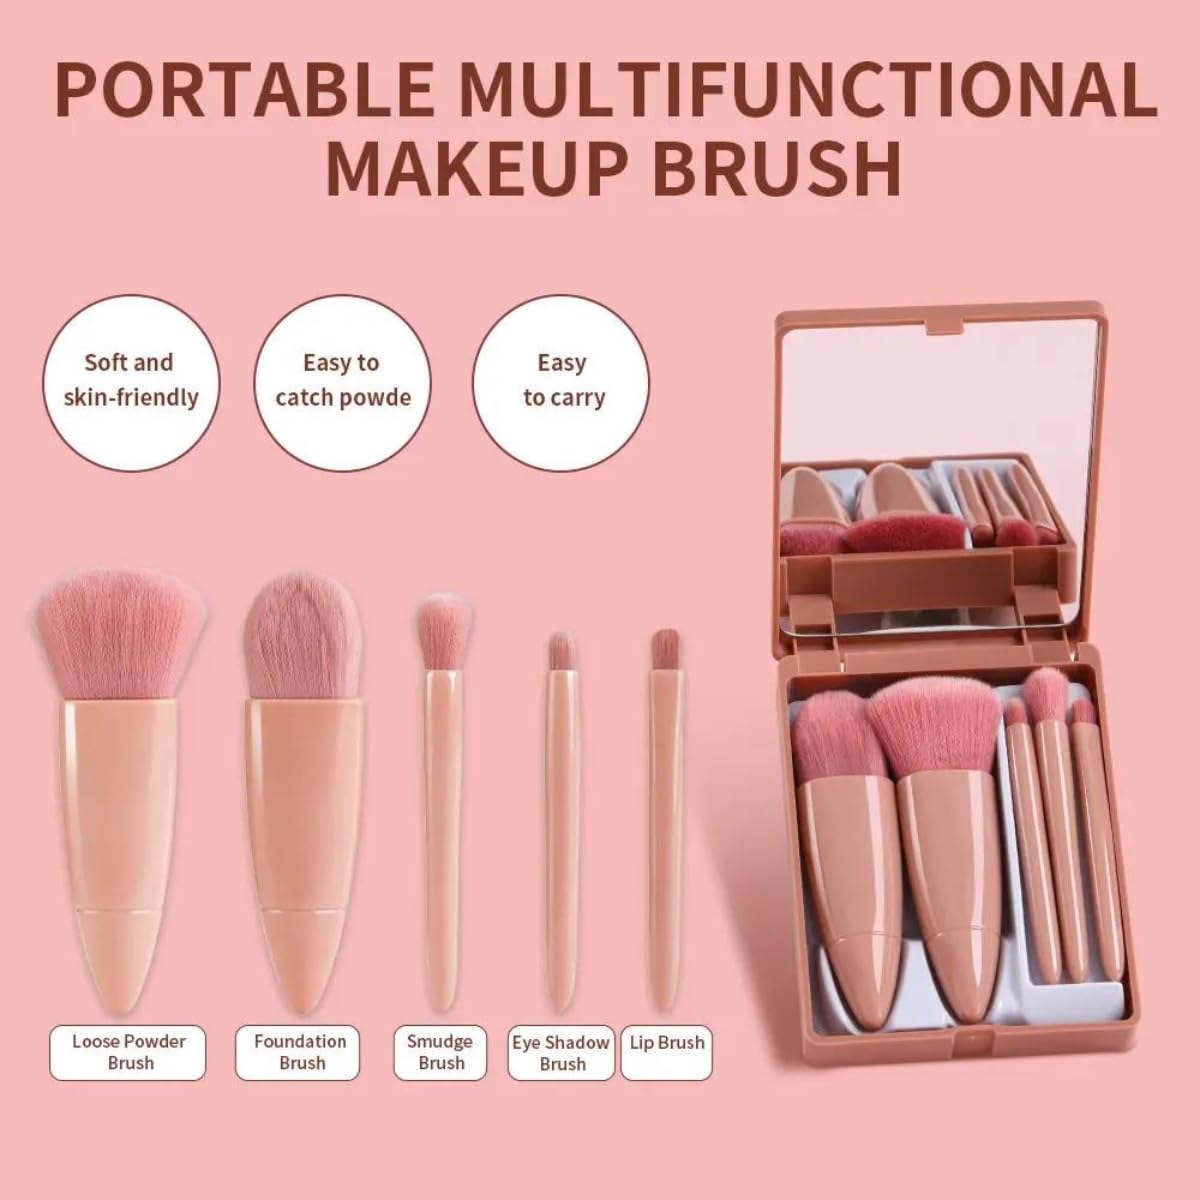 PORTABLE MULTIFUNCTIONAL
MAKEUP BRUSH
Soft and
skin-friendly
Easy to
catch powde
Easy
to carry
Loose Powder
Brush
Foundation
Brush
Smudge
Brush
Eye Shadow
Brush
Lip Brush